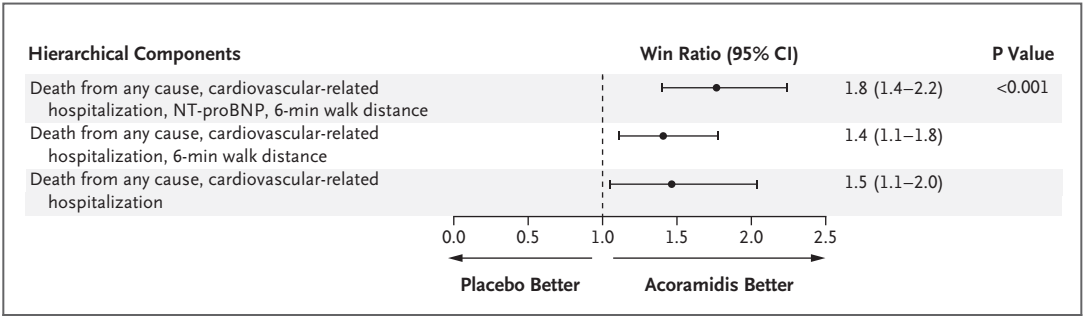 Hierarchical Components Win Ratio (95% CI) P Value
Death from any cause, cardiovascular-related 1.8 (1.4–2.2) <0.001
hospitalization, NT-proBNP, 6-min walk distance
Death from any cause, cardiovascular-related 1.4 (1.1–1.8)
hospitalization, 6-min walk distance
Death from any cause, cardiovascular-related 1.5 (1.1–2.0)
hospitalization
0.0 0.5 1.0 1.5 2.0 2.5
Placebo Better Acoramidis Better